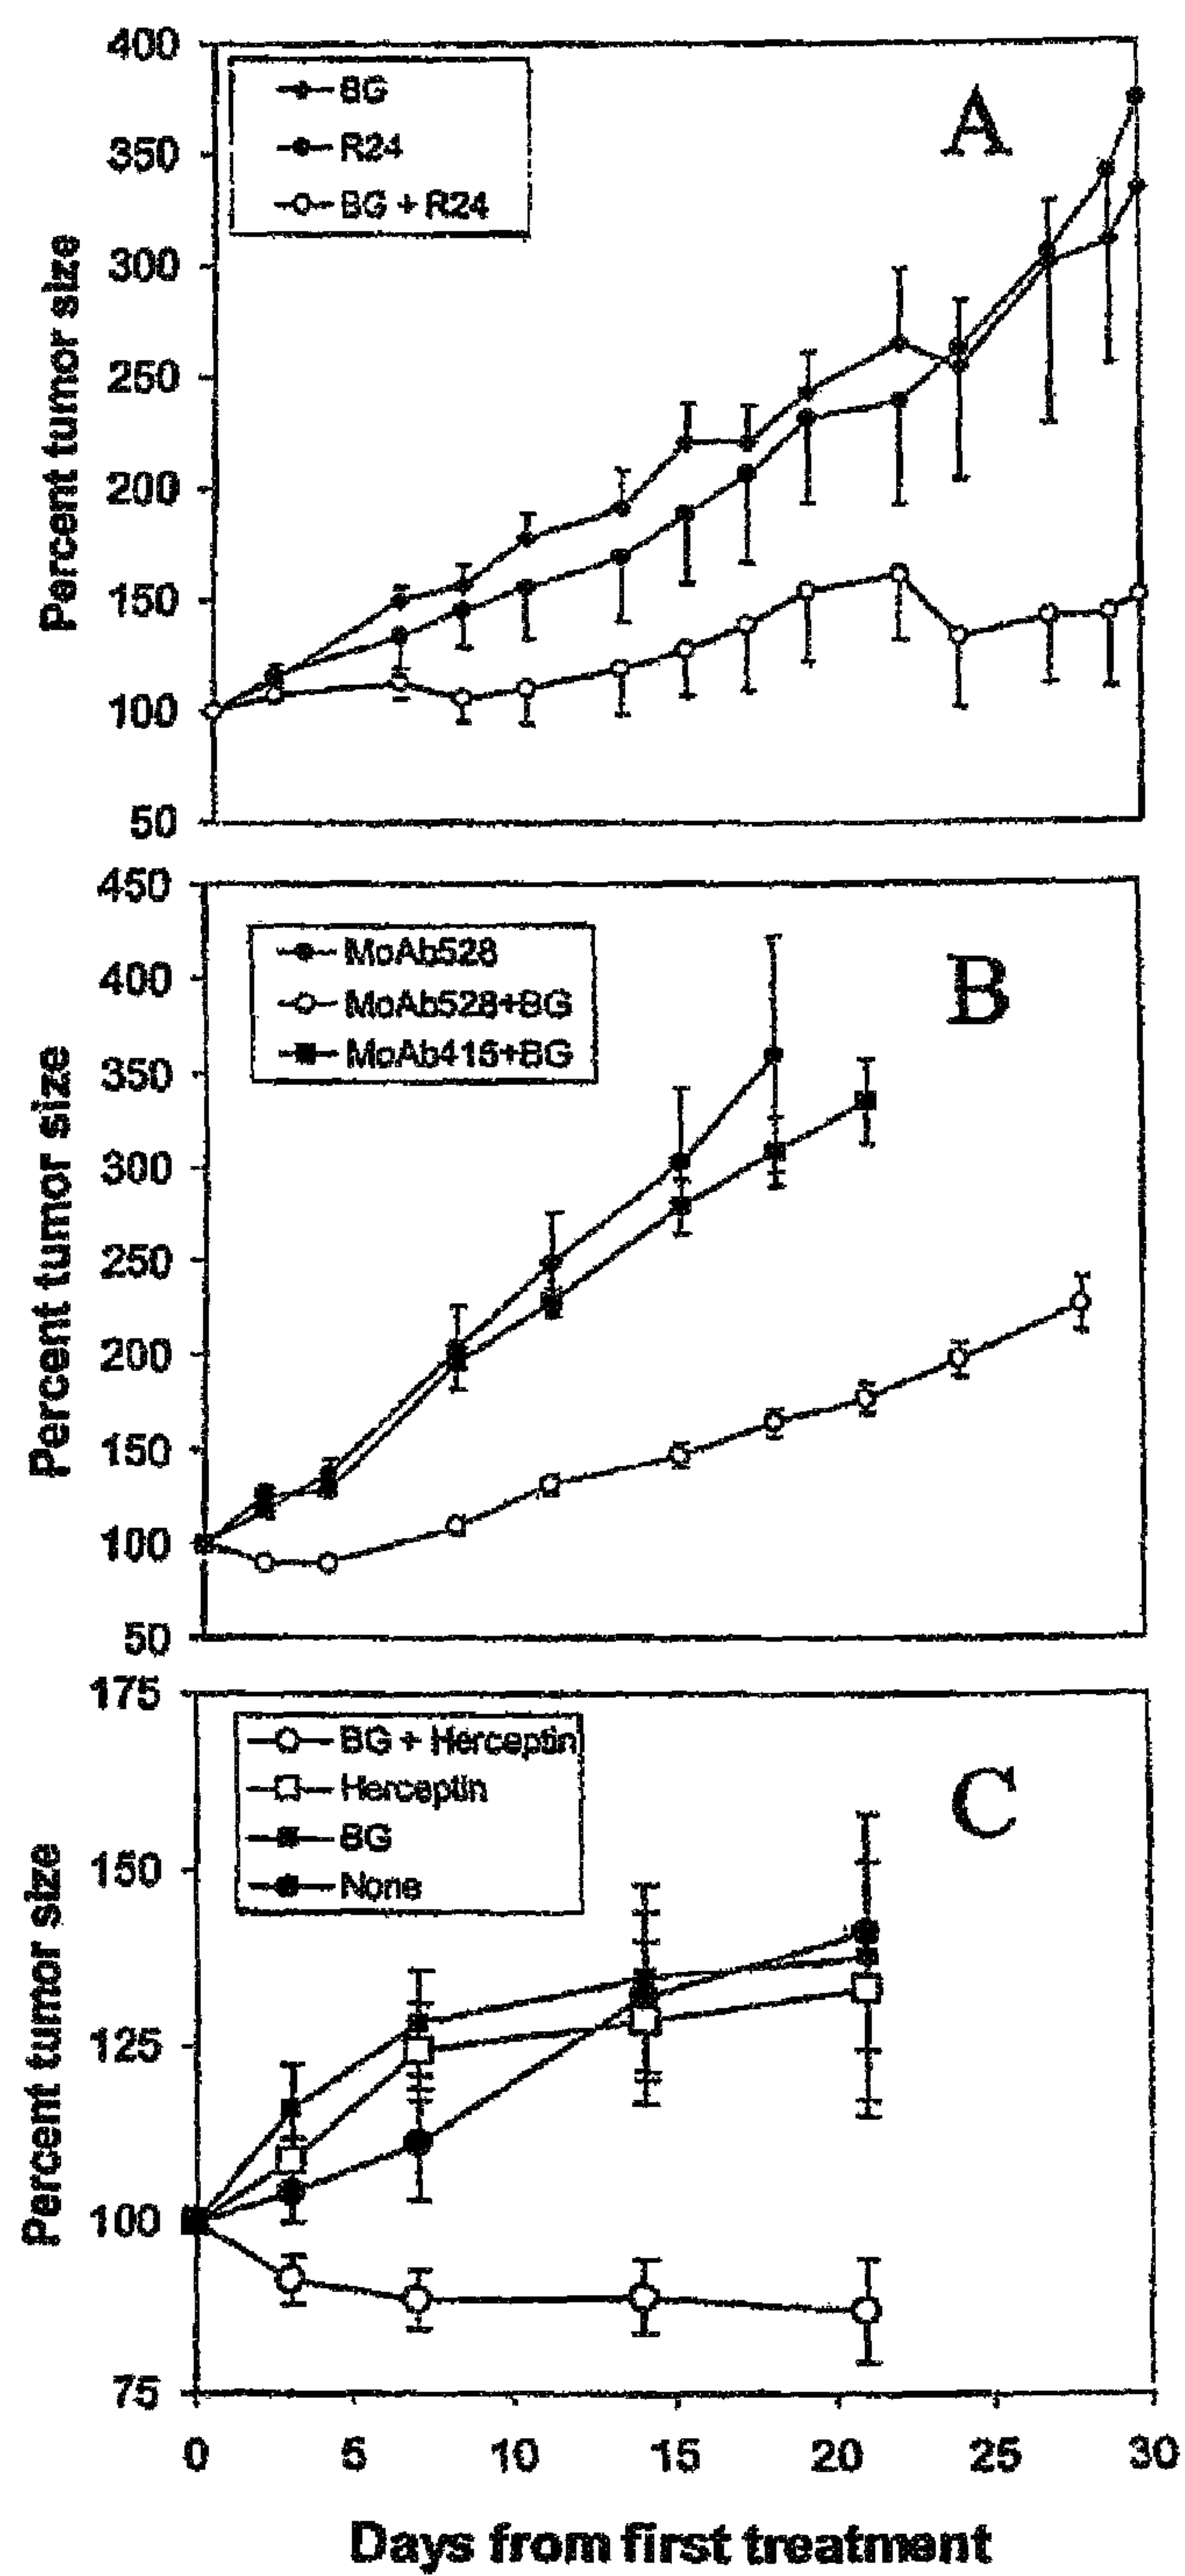 400
350
300
250
200
150
100
50
Percent tumor size
BG
R24
BG + R24
A
450
400
350
300
250
200
150
100
50
Percent tumor size
MoAb528
MoAb528+BG
MoAb415+BG
B
175
150
125
100
75
Percent tumor size
BG + Herceptin
Herceptin
BG
None
C
0 5 10 15 20 25 30
Days from first treatment